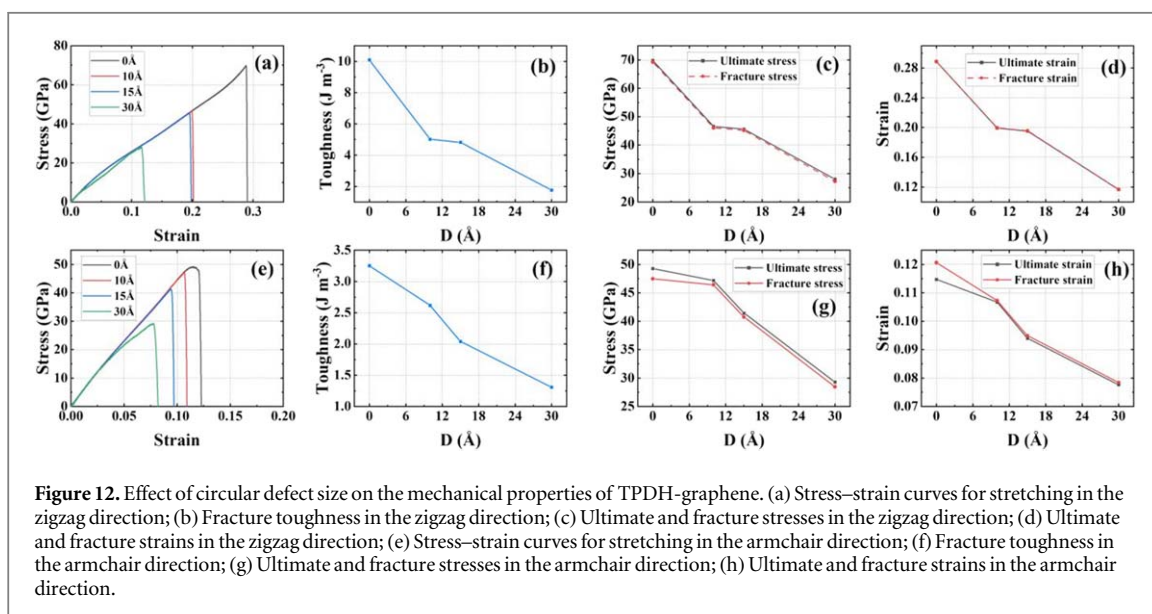 80
60
40
20
0
Stress (GPa)
0Å
10Å
15Å
30Å
(a)
0.0 0.1 0.2 0.3
Strain
10
8
6
4
2
Toughness (J m⁻³)
(b)
0 6 12 18 24 30
D (Å)
80
70
60
50
40
30
20
Stress (GPa)
Ultimate stress
Fracture stress
(c)
0 6 12 18 24 30
D (Å)
0.28
0.24
0.20
0.16
0.12
Strain
Ultimate strain
Fracture strain
(d)
0 6 12 18 24 30
D (Å)
50
40
30
20
10
0
Stress (GPa)
0Å
10Å
15Å
30Å
(e)
0.00 0.05 0.10 0.15 0.20
Strain
3.5
3.0
2.5
2.0
1.5
1.0
Toughness (J m⁻³)
(f)
0 6 12 18 24 30
D (Å)
50
45
40
35
30
25
Stress (GPa)
Ultimate stress
Fracture stress
(g)
0 6 12 18 24 30
D (Å)
0.12
0.11
0.10
0.09
0.08
0.07
Strain
Ultimate strain
Fracture strain
(h)
0 6 12 18 24 30
D (Å)
Figure 12. Effect of circular defect size on the mechanical properties of TPDH-graphene. (a) Stress–strain curves for stretching in the
zigzag direction; (b) Fracture toughness in the zigzag direction; (c) Ultimate and fracture stresses in the zigzag direction; (d) Ultimate
and fracture strains in the zigzag direction; (e) Stress–strain curves for stretching in the armchair direction; (f) Fracture toughness in
the armchair direction; (g) Ultimate and fracture stresses in the armchair direction; (h) Ultimate and fracture strains in the armchair
direction.